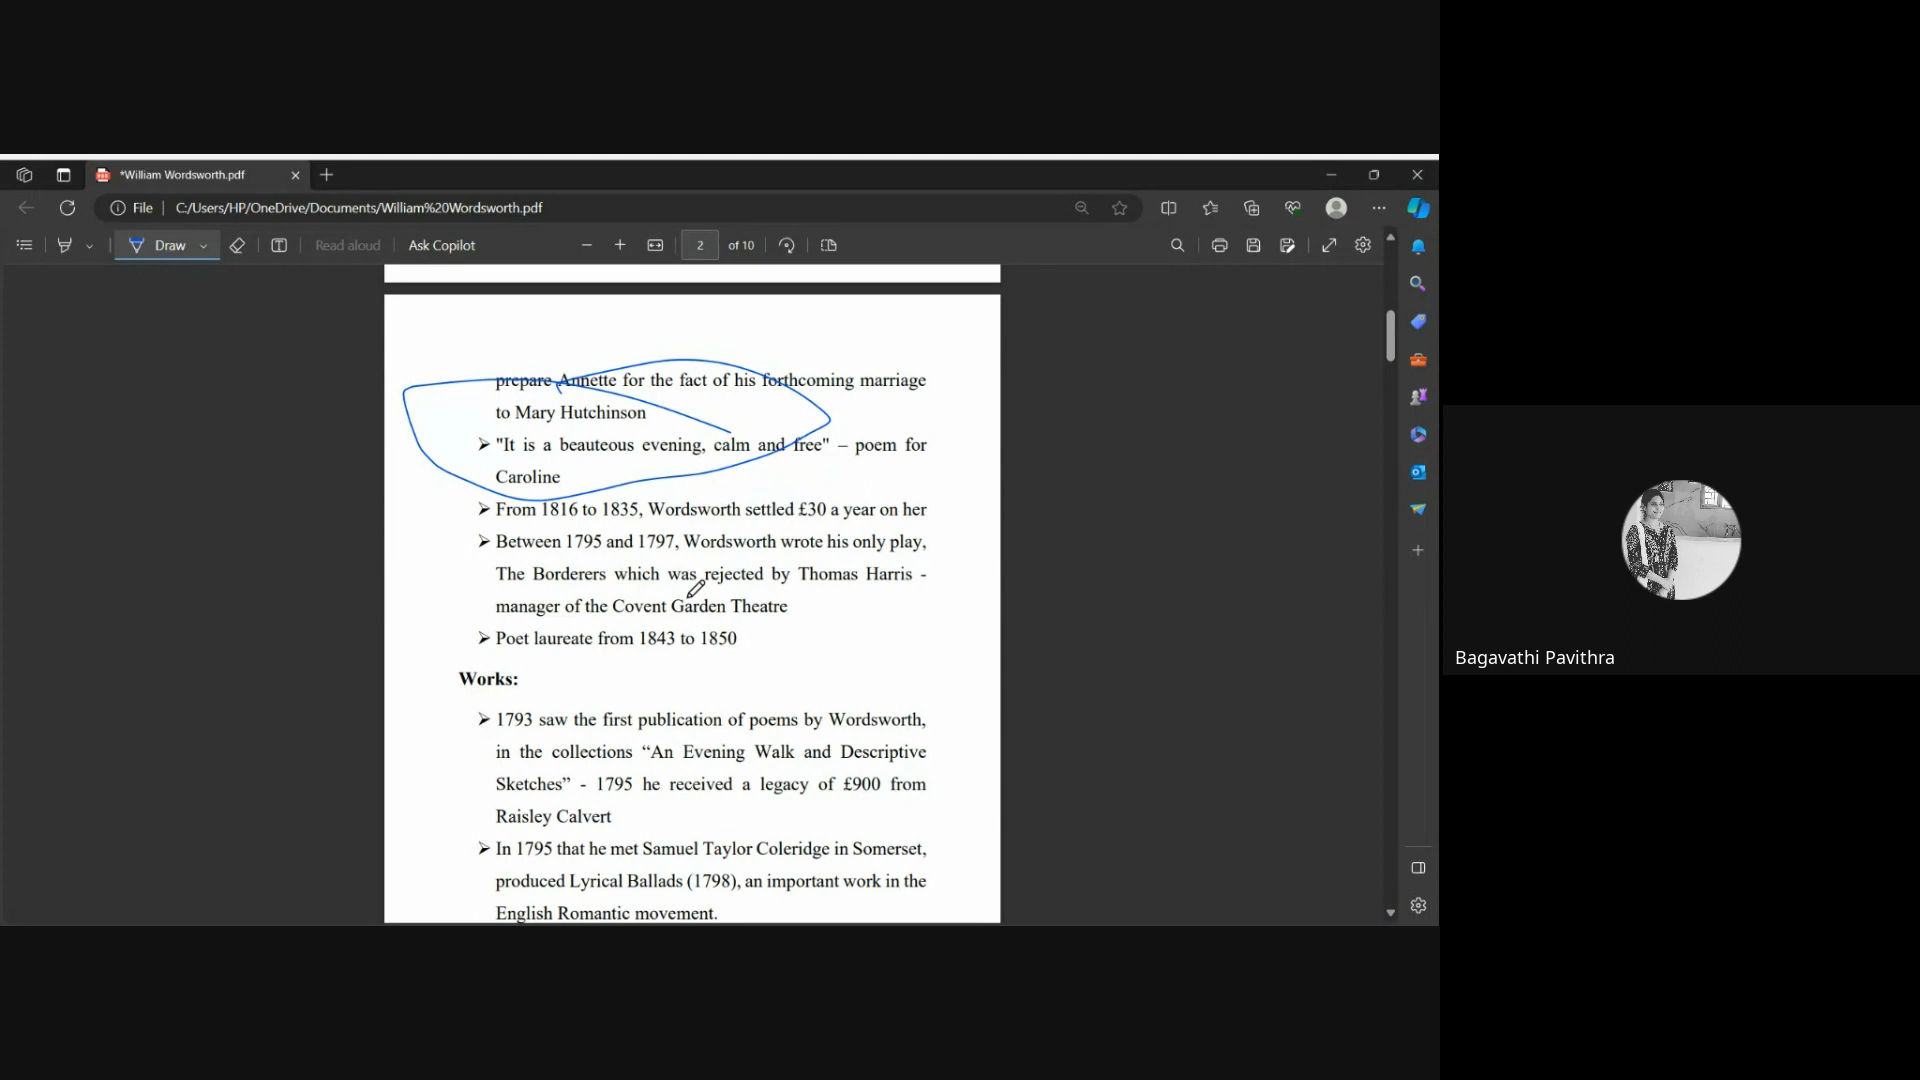 *William Wordsworth.pdf
File
C:/Users/HP/OneDrive/Documents/William%20Wordsworth.pdf
Draw
Read aloud
Ask Copilot
2 of 10
prepare Annette for the fact of his forthcoming marriage
to Mary Hutchinson
➢ "It is a beauteous evening, calm and free" – poem for
Caroline
➢ From 1816 to 1835, Wordsworth settled £30 a year on her
➢ Between 1795 and 1797, Wordsworth wrote his only play,
The Borderers which was rejected by Thomas Harris -
manager of the Covent Garden Theatre
➢ Poet laureate from 1843 to 1850
Works:
➢ 1793 saw the first publication of poems by Wordsworth,
in the collections “An Evening Walk and Descriptive
Sketches” - 1795 he received a legacy of £900 from
Raisley Calvert
➢ In 1795 that he met Samuel Taylor Coleridge in Somerset,
produced Lyrical Ballads (1798), an important work in the
English Romantic movement.
Bagavathi Pavithra